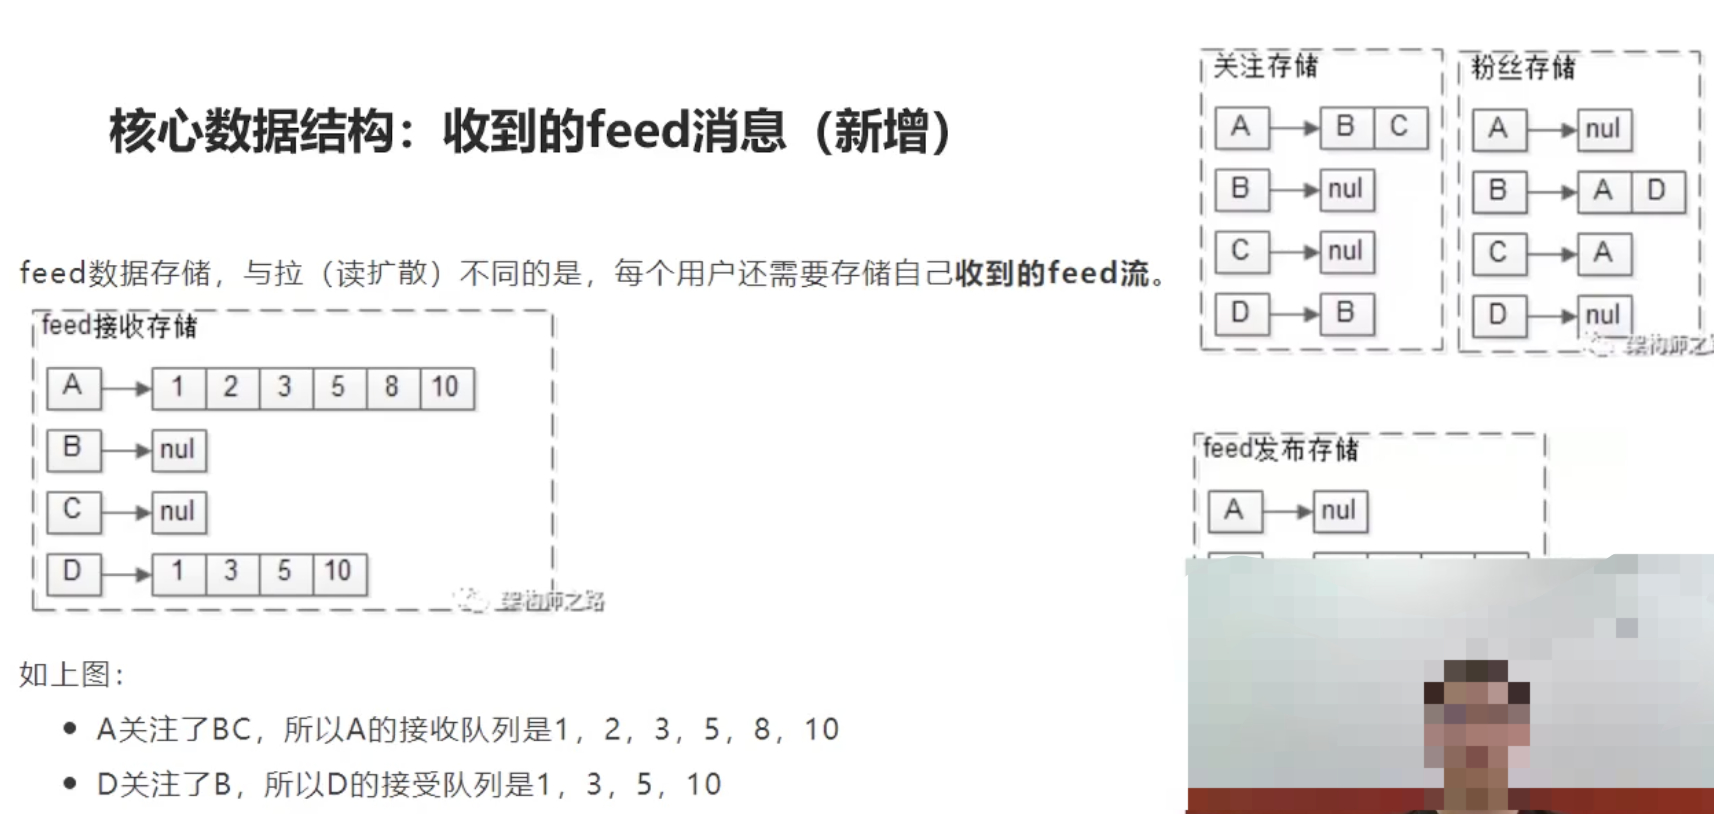 核心数据结构：收到的feed消息（新增）
feed数据存储，与拉（读扩散）不同的是，每个用户还需要存储自己收到的feed流。
feed接收存储
A 1 2 3 5 8 10
B nul
C nul
D 1 3 5 10
架构师之路
如上图：
A关注了BC，所以A的接收队列是1，2，3，5，8，10
D关注了B，所以D的接受队列是1，3，5，10
关注存储
A B C
B nul
C nul
D B
粉丝存储
A nul
B A D
C A
D nul
架构师之
feed发布存储
A nul